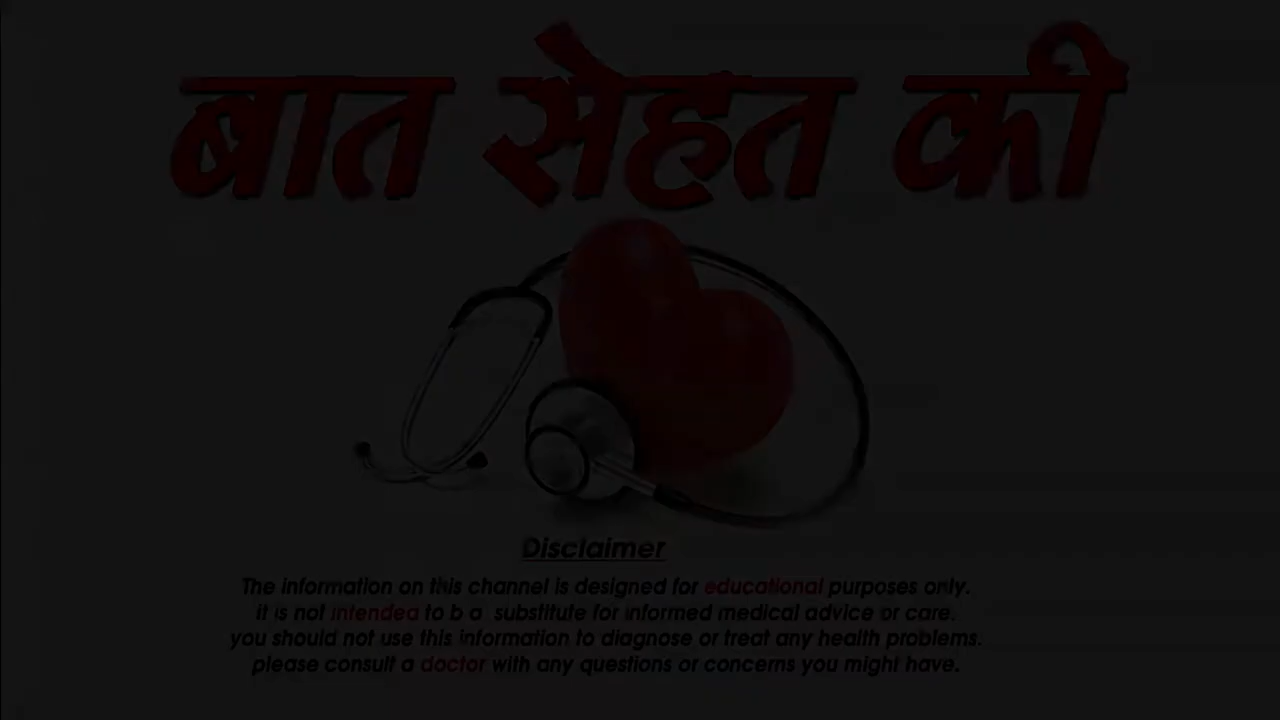 बात सेहत की
Disclaimer
The information on this channel is designed for educational purposes only.
it is not intended to b a substitute for informed medical advice or care.
you should not use this information to diagnose or treat any health problems.
please consult a doctor with any questions or concerns you might have.